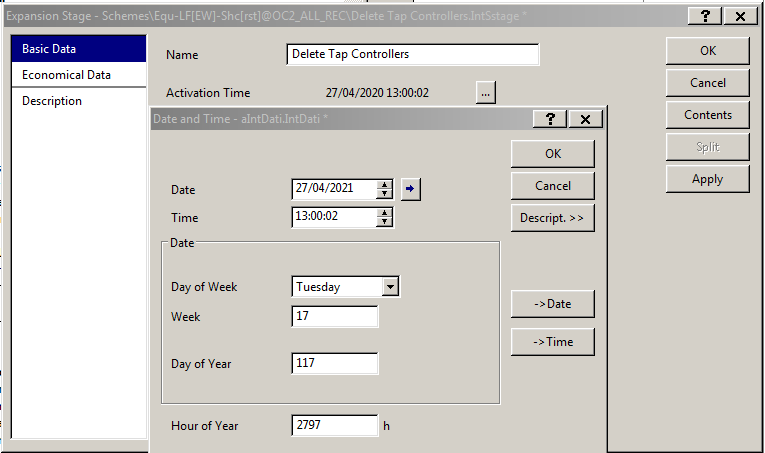 Expansion Stage - Schemes\Equ-LF[EW]-Shc[rst]@OC2_ALL_REC\Delete Tap Controllers.IntSstage *
Basic Data
Economical Data
Description
Name Delete Tap Controllers
Activation Time 27/04/2020 13:00:02 ...
OK
Cancel
Contents
Split
Apply
Date and Time - aIntDati.IntDati *
Date 27/04/2021
Time 13:00:02
OK
Cancel
Descript. >>
Date
Day of Week Tuesday
Week 17
Day of Year 117
->Date
->Time
Hour of Year 2797 h